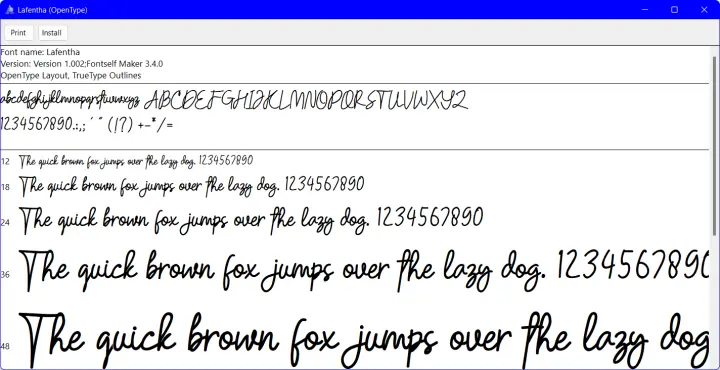 Lafentha (OpenType)
Print Install
Font name: Lafentha
Version: Version 1.002;Fontself Maker 3.4.0
OpenType Layout, TrueType Outlines
abcdefghijklmnopqrstuvwxyz ABCDEFGHIJKLMNOPQRSTUVWXYZ
1234567890.:,; ' " (!?) +-*/=
12 The quick brown fox jumps over the lazy dog. 1234567890
18 The quick brown fox jumps over the lazy dog. 1234567890
24 The quick brown fox jumps over the lazy dog. 1234567890
36 The quick brown fox jumps over the lazy dog. 1234567890
48 The quick brown fox jumps over the lazy dog